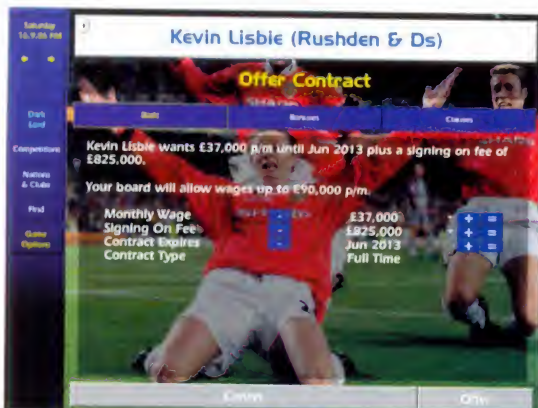 Saturday
16.9.06 PM
Kevin Lisbie (Rushden & Ds)
Offer Contract
Basic
Bonuses
Clauses
Dark
Lord
Competitions
Nations
& Clubs
Find
Game
Options
Kevin Lisbie wants £37,000 p/m until Jun 2013 plus a signing on fee of
£825,000.
Your board will allow wages up to £90,000 p/m.
Monthly Wage - £37,000 + =
Signing On Fee - £825,000 + =
Contract Expires - Jun 2013 + =
Contract Type Full Time
Cancel
Offer